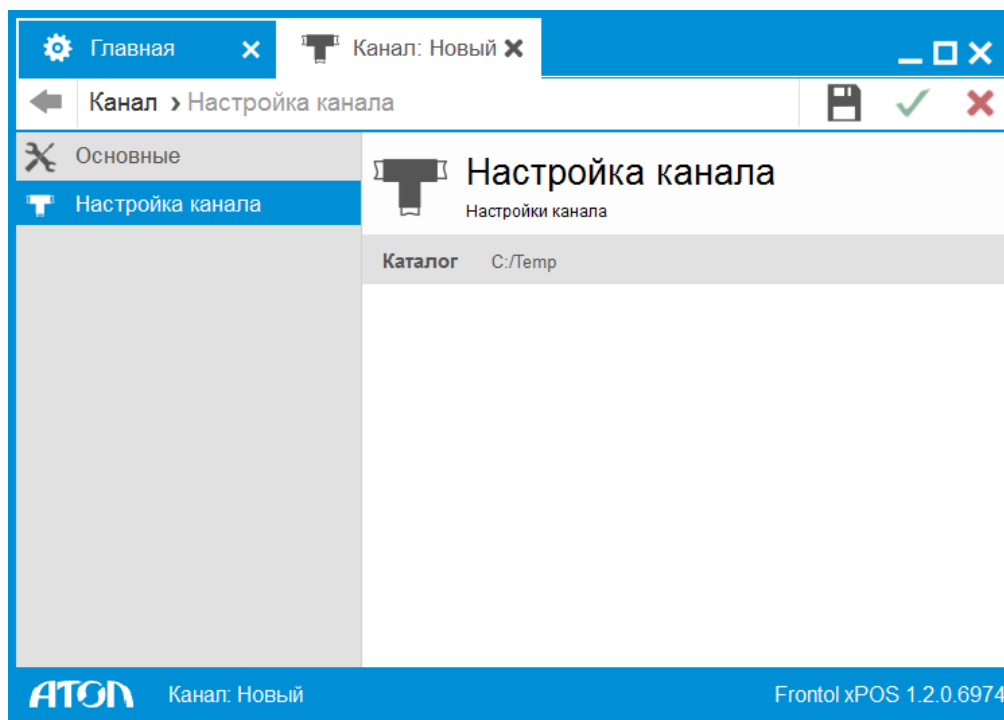 Главная
Канал: Новый
Канал › Настройка канала
Основные
Настройка канала
Настройка канала
Настройки канала
Каталог C:/Temp
АТОЛ Канал: Новый Frontol xPOS 1.2.0.6974